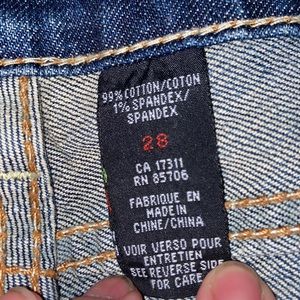 99% COTTON/COTON
1% SPANDEX/
SPANDEX
28
CA 17311
RN 85706
FABRIQUE EN
MADE IN
CHINE/CHINA
VOIR VERSO POUR
ENTRETIEN
SEE REVERSE SIDE
FOR CARE